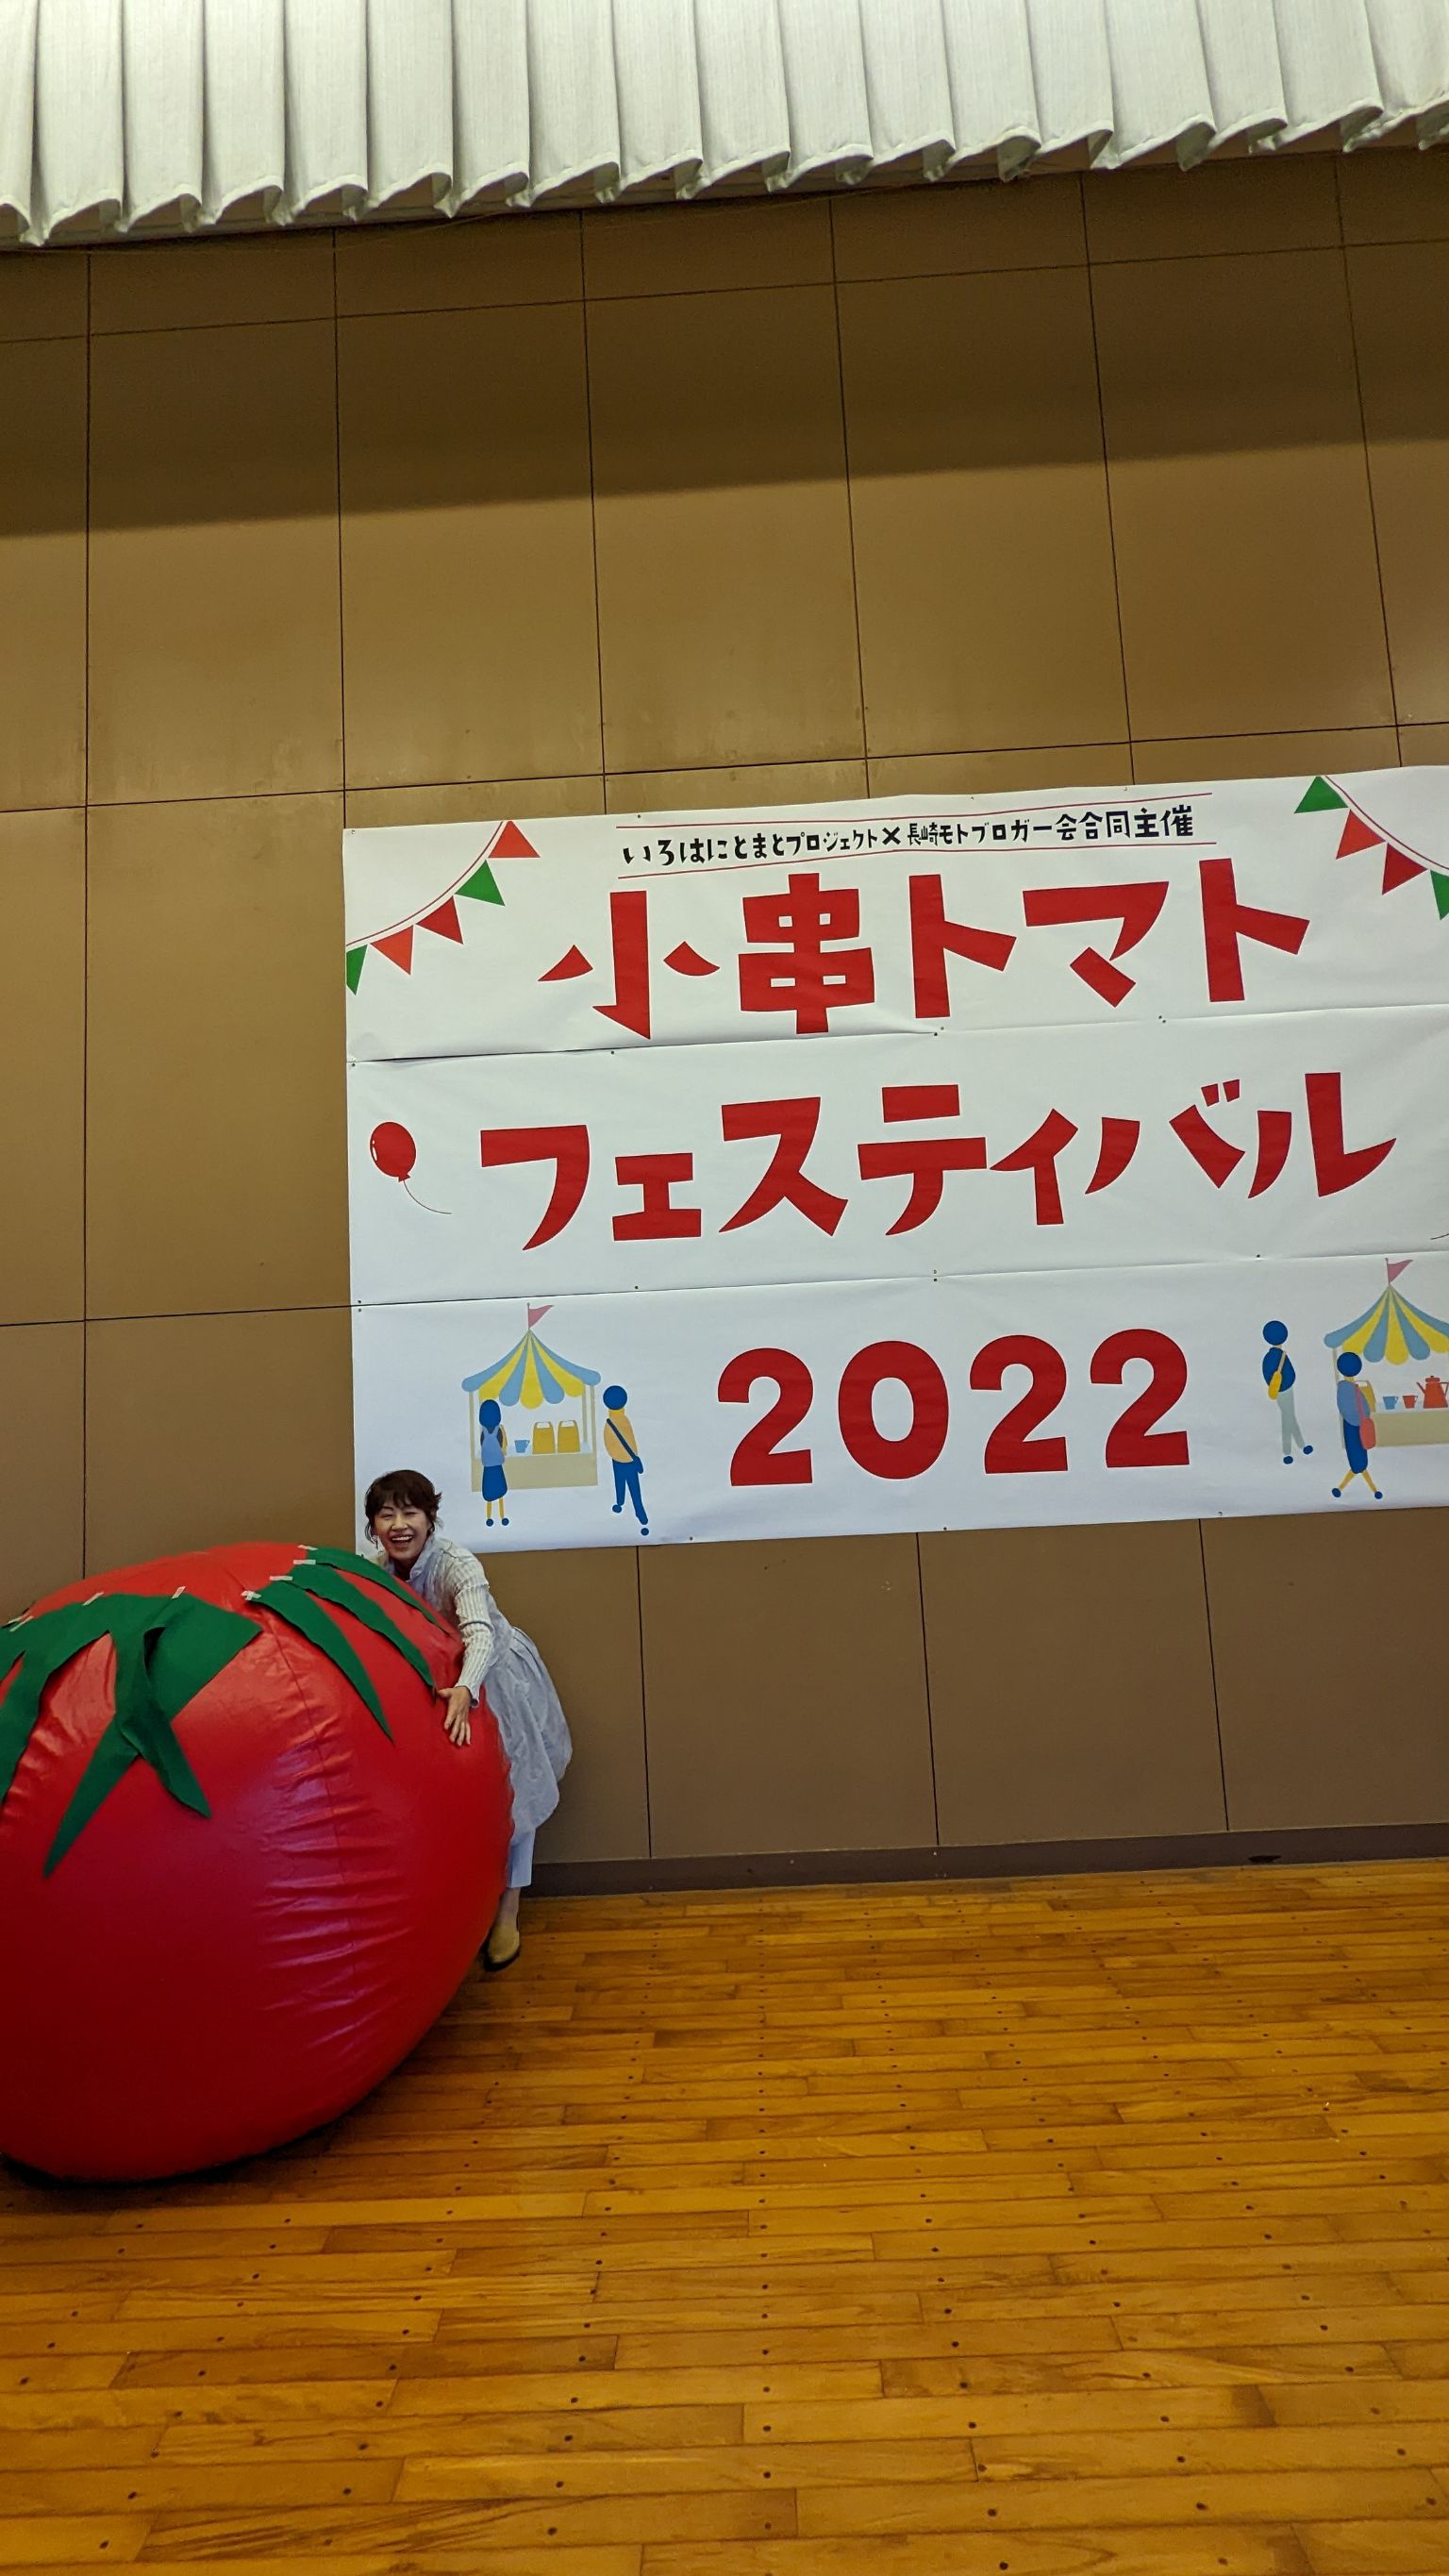 いろはにとまとプロジェクト×長崎モトブロガー会合同主催
小串トマト
フェスティバル
2022